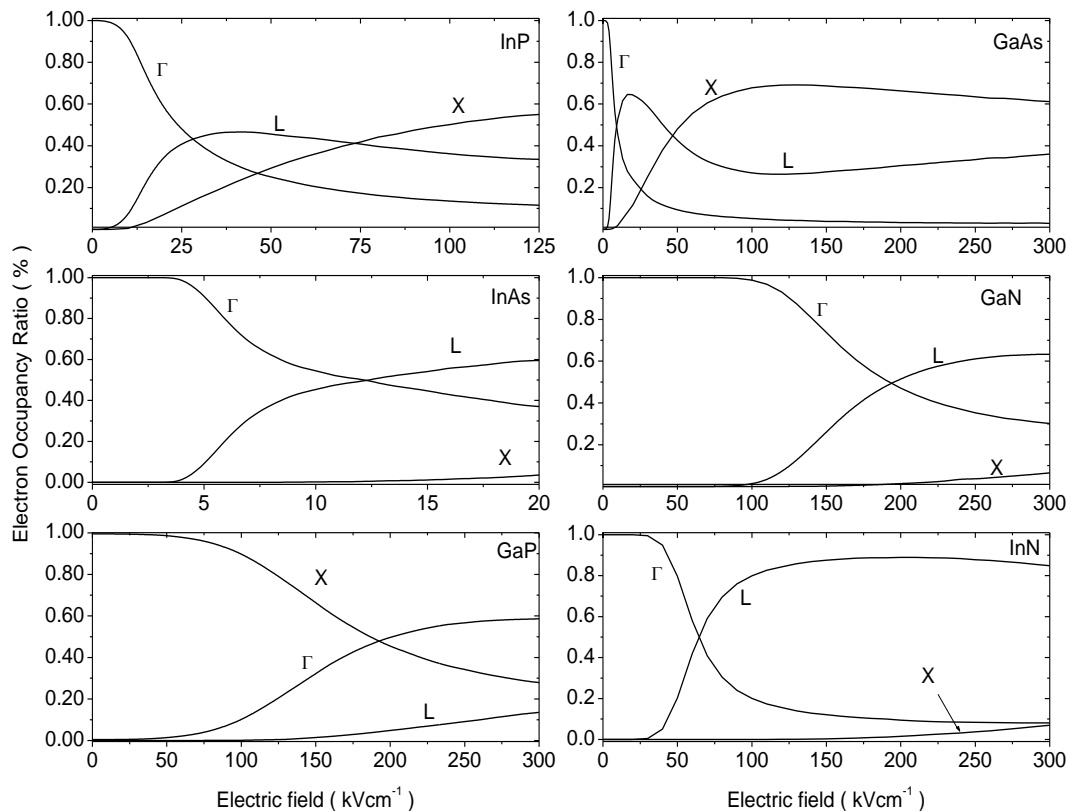 Electron Occupancy Ratio ( % )
1.00
0.80
0.60
0.40
0.20
InP
Γ
L
X
0 25 50 75 100 125
1.0
0.8
0.6
0.4
0.2
GaAs
Γ
X
L
0 50 100 150 200 250 300
1.00
0.80
0.60
0.40
0.20
0.00
InAs
Γ
L
X
0 5 10 15 20
1.0
0.8
0.6
0.4
0.2
GaN
Γ
L
X
0 50 100 150 200 250 300
1.00
0.80
0.60
0.40
0.20
0.00
GaP
X
Γ
L
0 50 100 150 200 250 300
Electric field ( kVcm⁻¹ )
1.0
0.8
0.6
0.4
0.2
0.0
InN
Γ
L
X
0 50 100 150 200 250 300
Electric field ( kVcm⁻¹ )